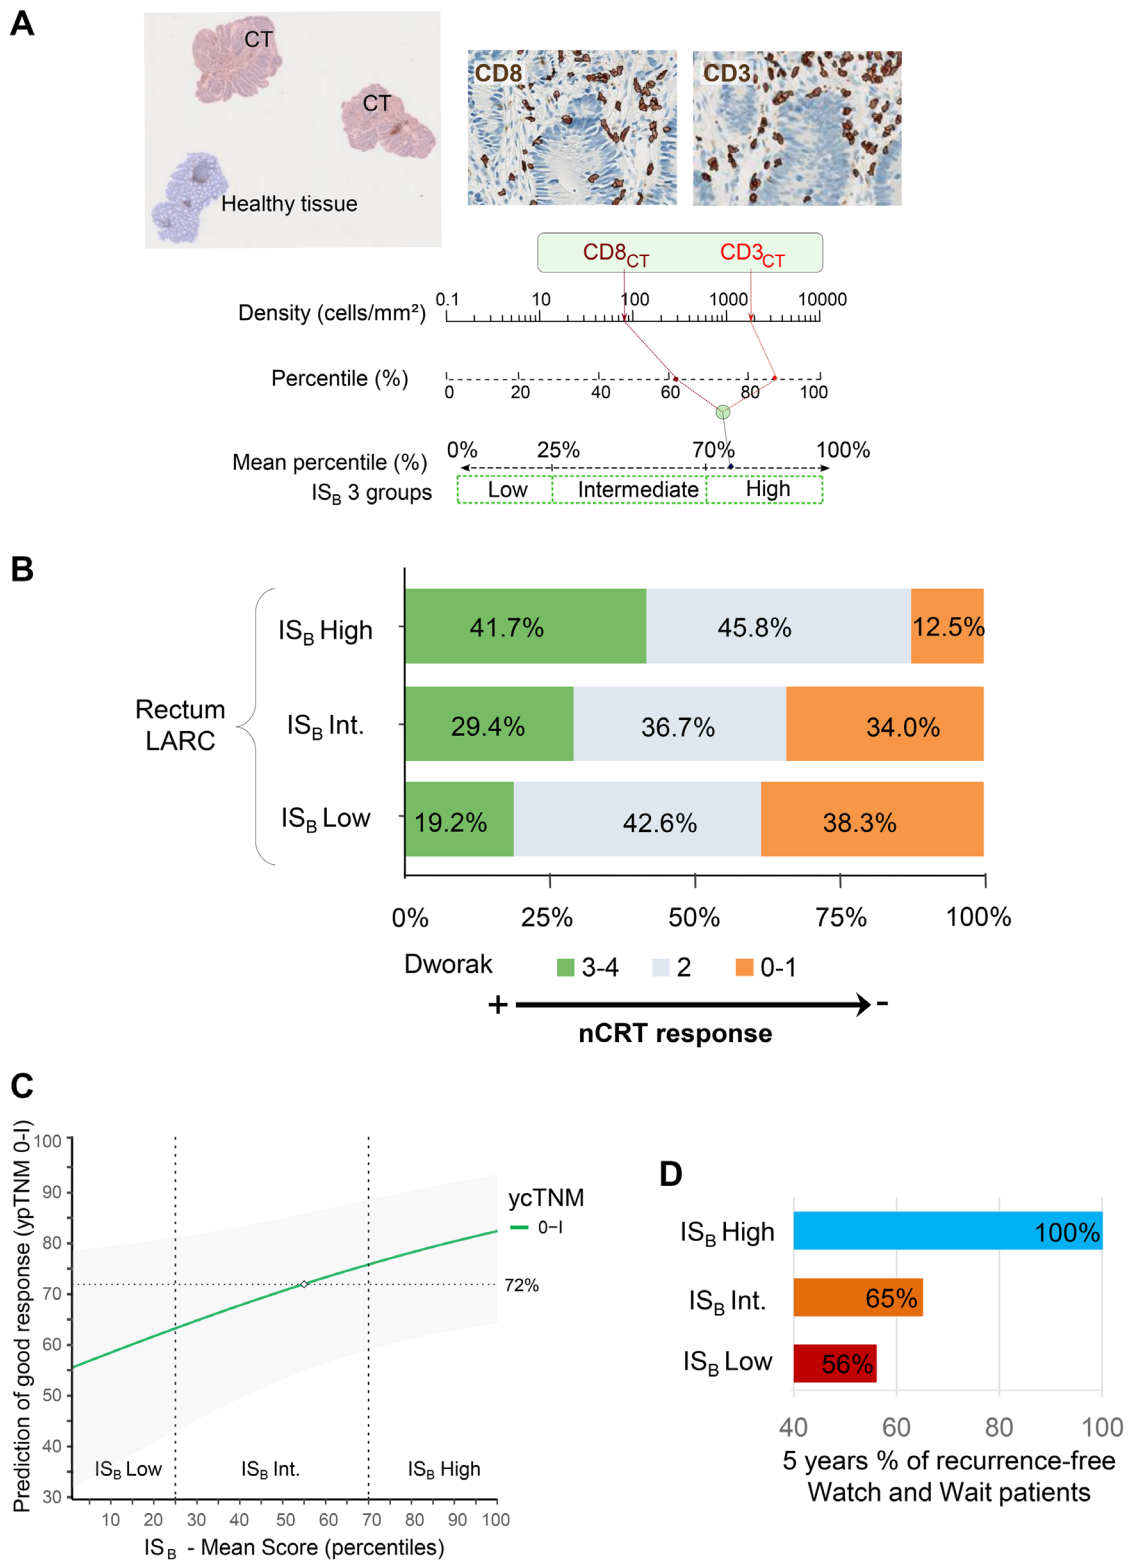 A
CT
CT
Healthy tissue
CD8
CD3
CD8CT CD3CT
Density (cells/mm²)
0.1 10 100 1000 10000
Percentile (%)
0 20 40 60 80 100
Mean percentile (%)
0% 25% 70% 100%
ISB 3 groups
Low Intermediate High
B
Rectum
LARC
ISB High
41.7% 45.8% 12.5%
ISB Int.
29.4% 36.7% 34.0%
ISB Low
19.2% 42.6% 38.3%
0% 25% 50% 75% 100%
Dworak 3-4 2 0-1
+ -
nCRT response
C
Prediction of good response (ypTNM 0-I)
100
90
80
70
60
50
40
30
ycTNM
0-I
72%
ISB Low ISB Int. ISB High
10 20 30 40 50 60 70 80 90 100
ISB - Mean Score (percentiles)
D
ISB High 100%
ISB Int. 65%
ISB Low 56%
40 60 80 100
5 years % of recurrence-free
Watch and Wait patients